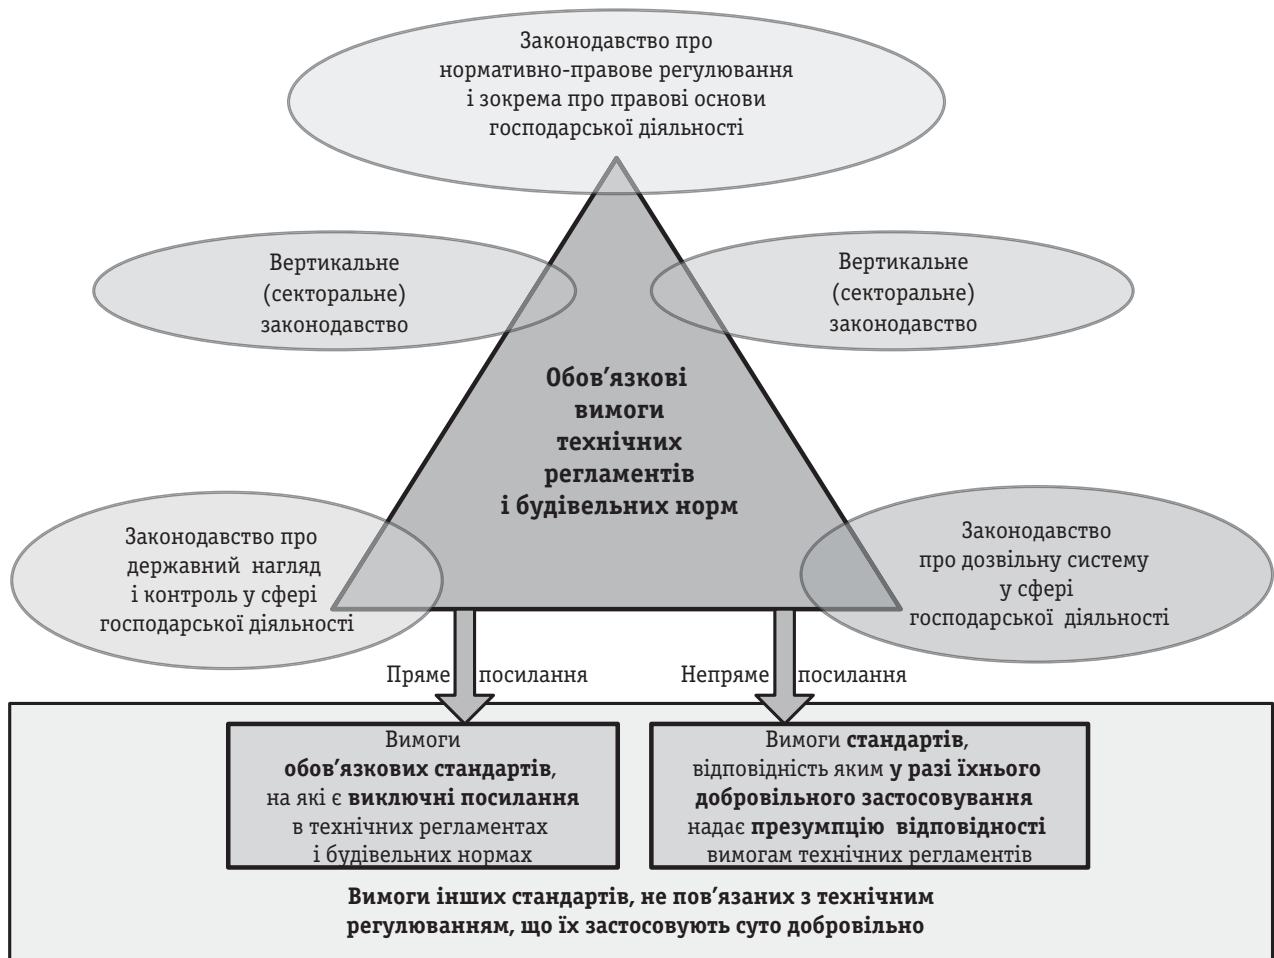 Законодавство про
нормативно-правове регулювання
і зокрема про правові основи
господарської діяльності
Вертикальне
(секторальне)
законодавство
Вертикальне
(секторальне)
законодавство
Обов’язкові
вимоги
технічних
регламентів
і будівельних норм
Законодавство про
державний нагляд
і контроль у сфері
господарської діяльності
Законодавство
про дозвільну систему
у сфері
господарської діяльності
Пряме посилання
Непряме посилання
Вимоги
обов’язкових стандартів,
на які є виключні посилання
в технічних регламентах
і будівельних нормах
Вимоги стандартів,
відповідність яким у разі їхнього
добровільного застосовування
надає презумпцію відповідності
вимогам технічних регламентів
Вимоги інших стандартів, не пов’язаних з технічним
регулюванням, що їх застосовують суто добровільно